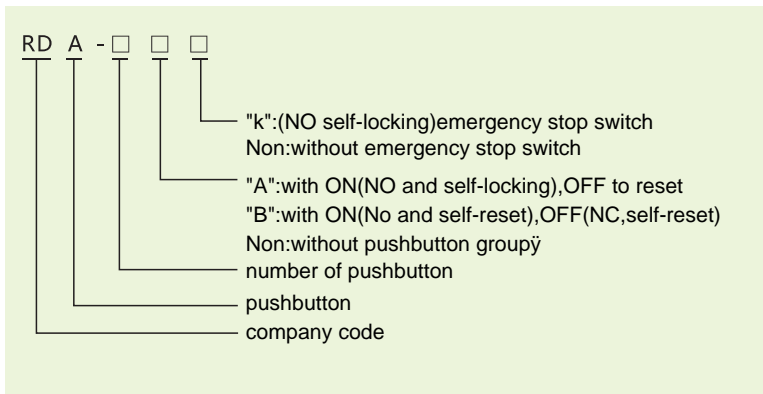 RD A - □ □ □
"k":(NO self-locking)emergency stop switch
Non:without emergency stop switch
"A":with ON(NO and self-locking),OFF to reset
"B":with ON(No and self-reset),OFF(NC,self-reset)
Non:without pushbutton groupÿ
number of pushbutton
pushbutton
company code